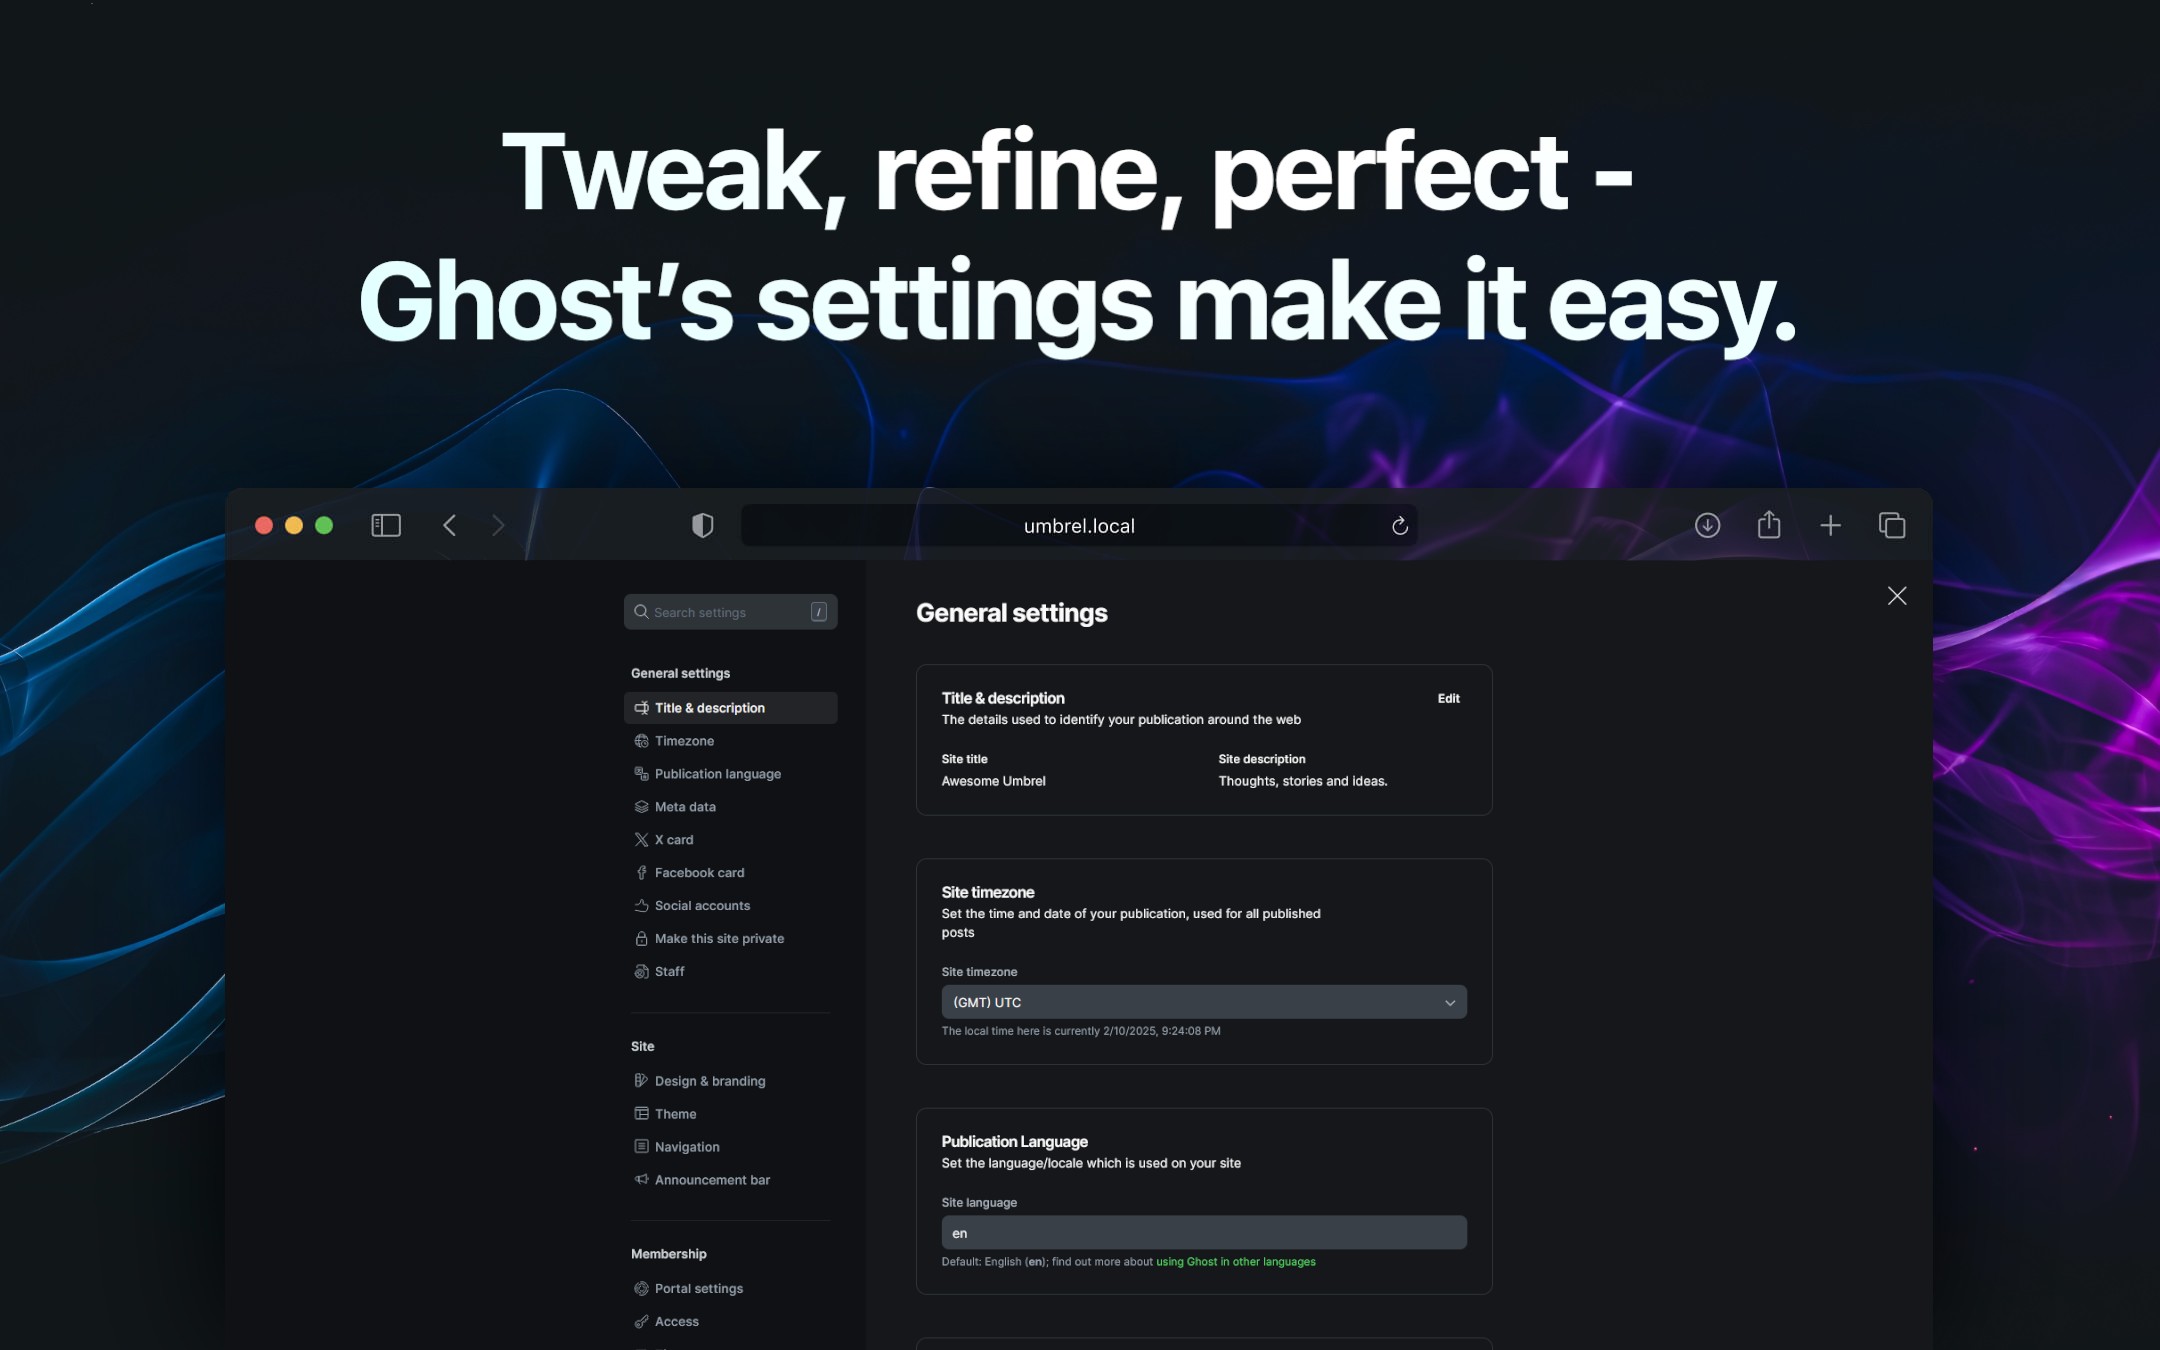 Tweak, refine, perfect -
Ghost’s settings make it easy.
umbrel.local
Search settings
/
General settings
Title & description
Timezone
Publication language
Meta data
X card
Facebook card
Social accounts
Make this site private
Staff
Site
Design & branding
Theme
Navigation
Announcement bar
Membership
Portal settings
Access
General settings
Title & description
Edit
The details used to identify your publication around the web
Site title
Site description
Awesome Umbrel
Thoughts, stories and ideas.
Site timezone
Set the time and date of your publication, used for all published
posts
Site timezone
(GMT) UTC
The local time here is currently 2/10/2025, 9:24:08 PM
Publication Language
Set the language/locale which is used on your site
Site language
en
Default: English (en); find out more about using Ghost in other languages